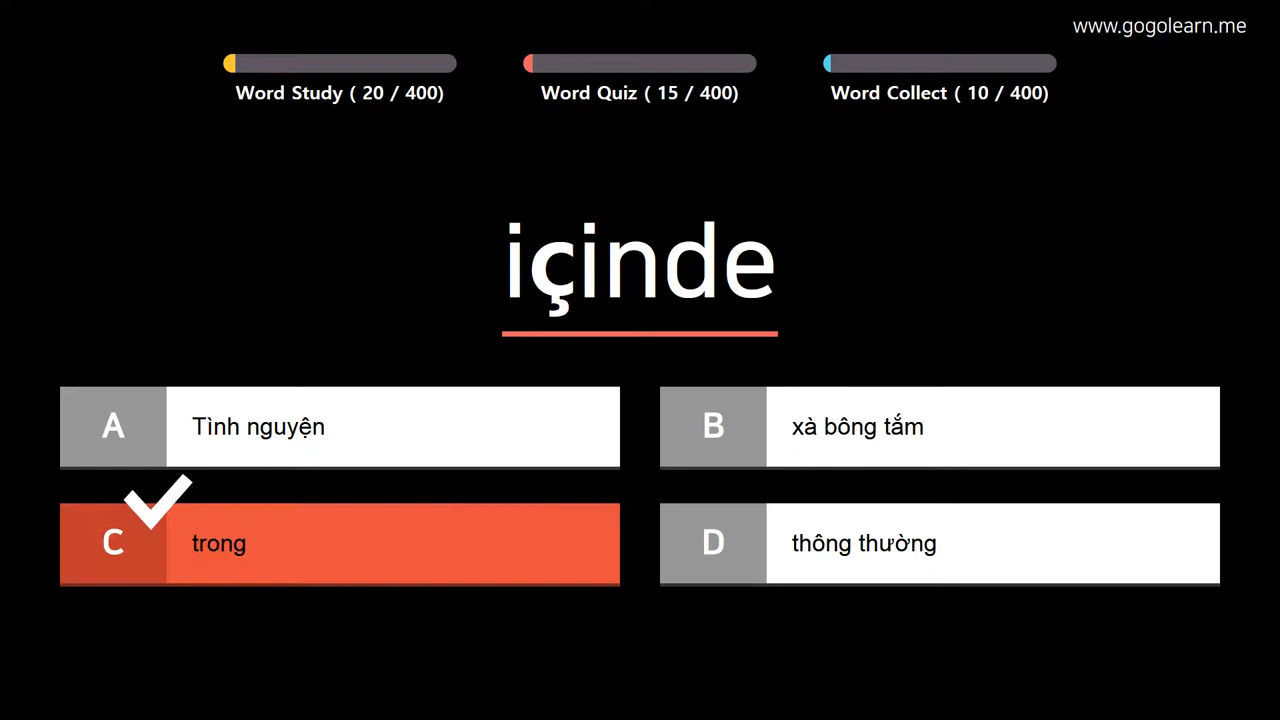 www.gogolearn.me
Word Study ( 20 / 400)
Word Quiz ( 15 / 400)
Word Collect ( 10 / 400)
içinde
A Tình nguyện
B xà bông tắm
C trong
D thông thường